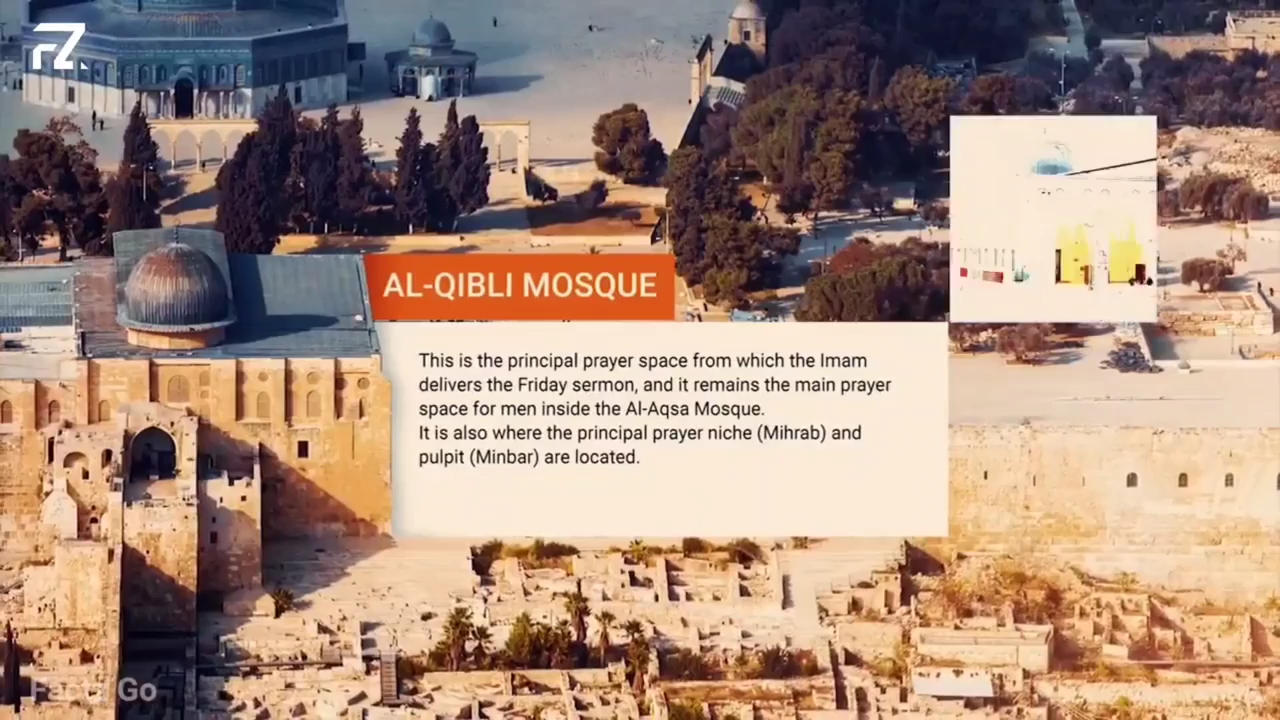 rZ.
AL-QIBLI MOSQUE
This is the principal prayer space from which the Imam
delivers the Friday sermon, and it remains the main prayer
space for men inside the Al-Aqsa Mosque.
It is also where the principal prayer niche (Mihrab) and
pulpit (Minbar) are located.
Go